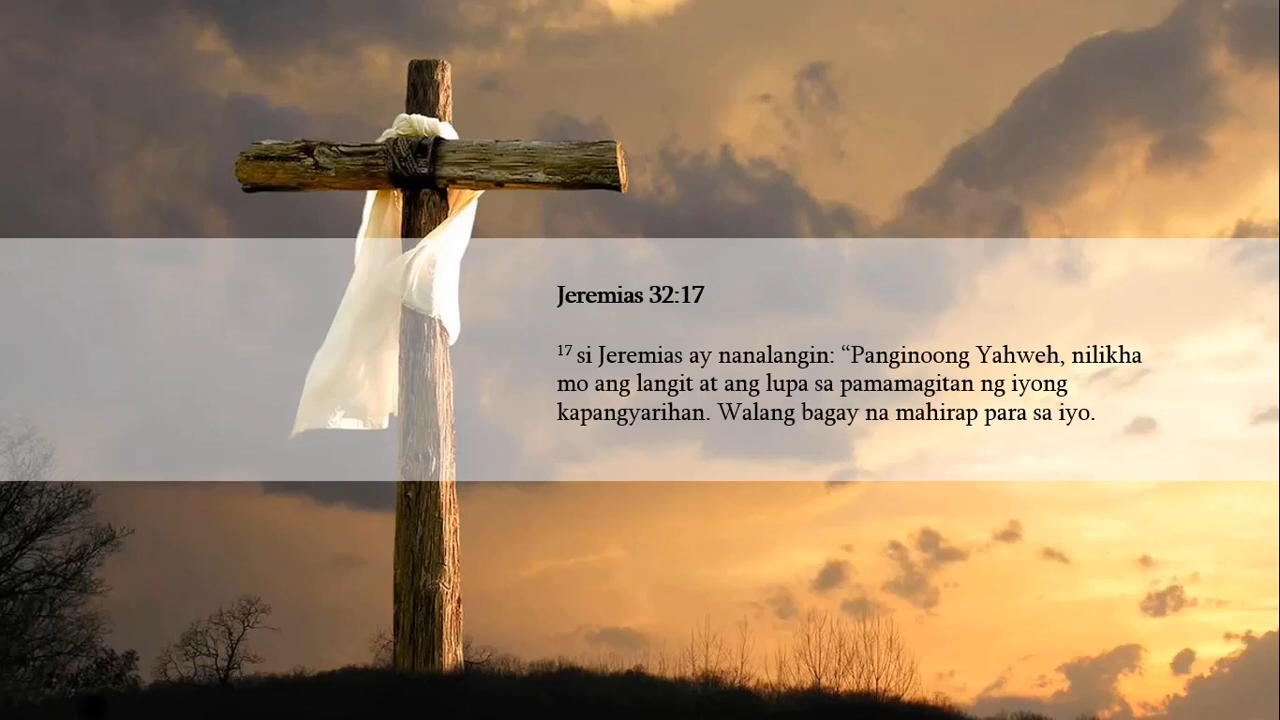 Jeremias 32:17
17 si Jeremias ay nanalangin: “Panginoong Yahweh, nilikha
mo ang langit at ang lupa sa pamamagitan ng iyong
kapangyarihan. Walang bagay na mahirap para sa iyo.